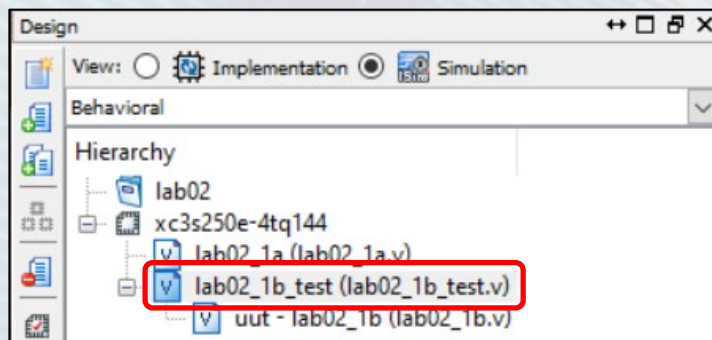 Design
View: Implementation Simulation
Behavioral
Hierarchy
lab02
xc3s250e-4tq144
lab02_1a (lab02_1a.v)
lab02_1b_test (lab02_1b_test.v)
uut - lab02_1b (lab02_1b.v)